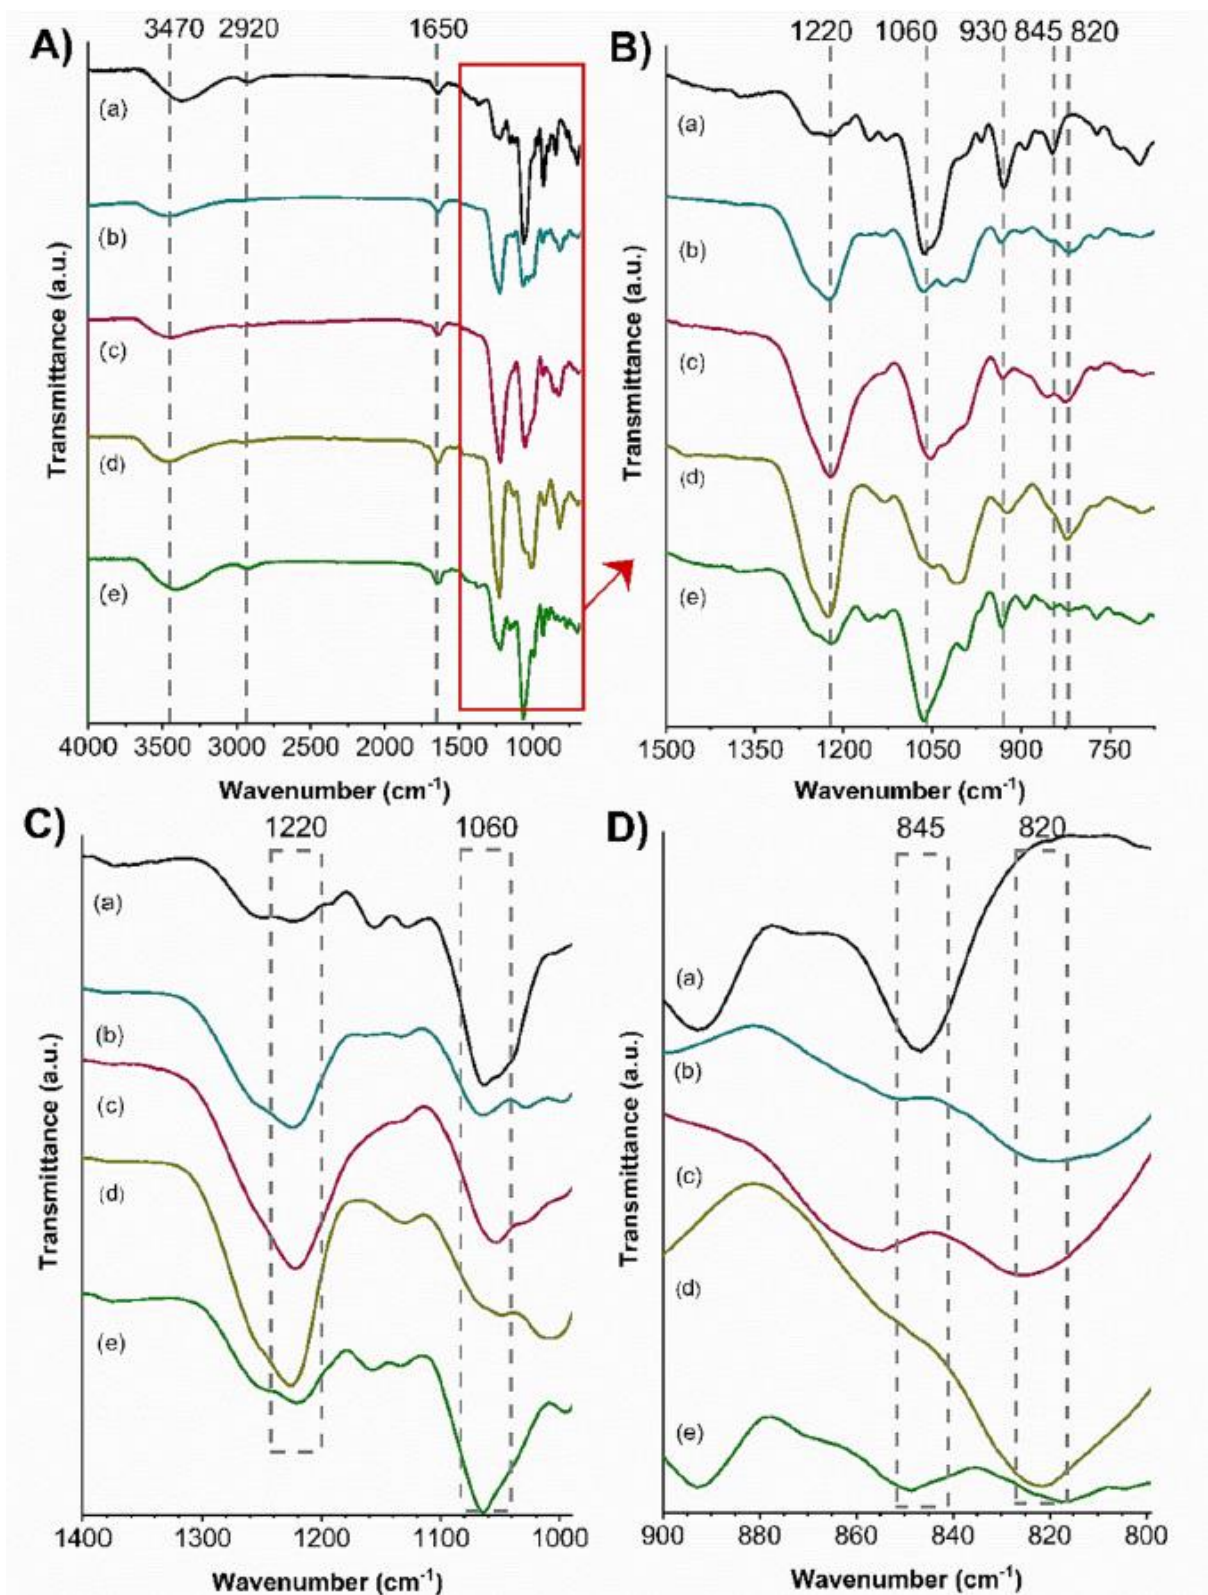 A) 3470 2920 1650
(a)
(b)
(c)
(d)
(e)
Transmittance (a.u.)
4000 3500 3000 2500 2000 1500 1000
Wavenumber (cm-1)
B) 1220 1060 930 845 820
(a)
(b)
(c)
(d)
(e)
Transmittance (a.u.)
1500 1350 1200 1050 900 750
Wavenumber (cm-1)
C) 1220 1060
(a)
(b)
(c)
(d)
(e)
Transmittance (a.u.)
1400 1300 1200 1100 1000
Wavenumber (cm-1)
D) 845 820
(a)
(b)
(c)
(d)
(e)
Transmittance (a.u.)
900 880 860 840 820 800
Wavenumber (cm-1)